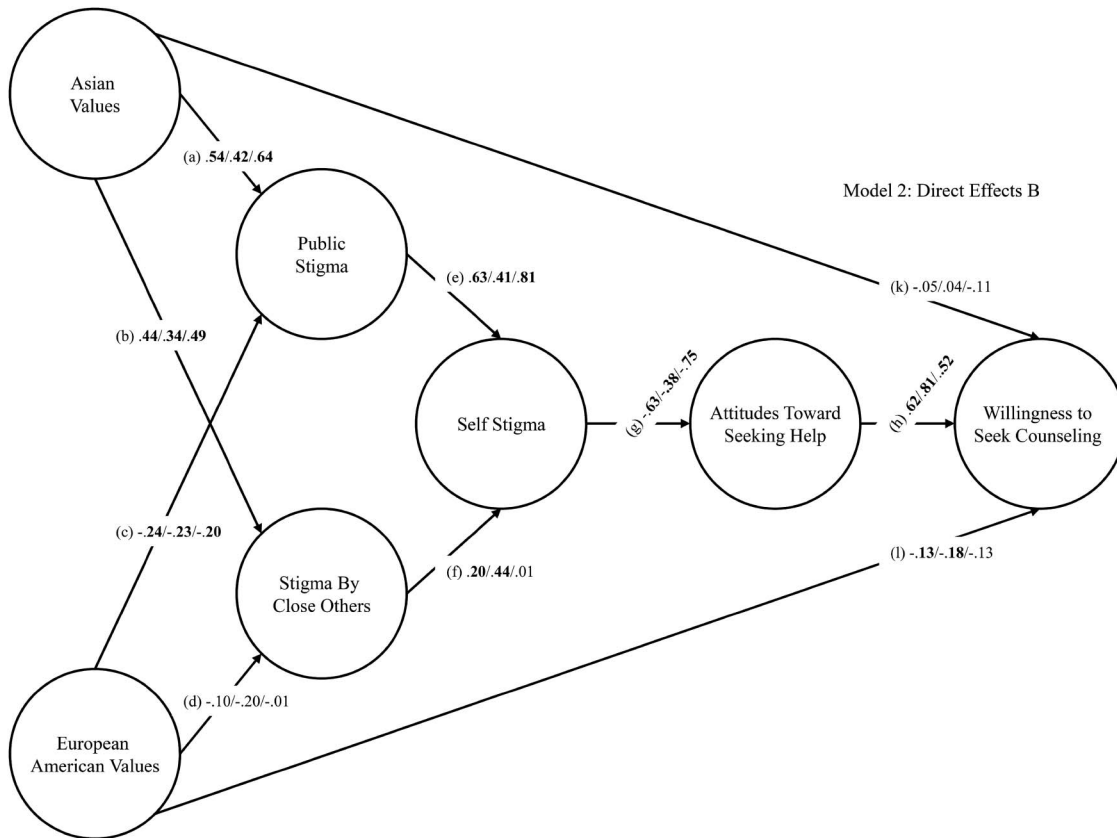 Asian
Values
(a) .54/.42/.64
Model 2: Direct Effects B
Public
Stigma
(e) .63/.41/.81
(k) -.05/.04/-.11
(b) .44/.34/.49
(g) -.63/-.38/-.75
(h) .62/.81/.52
Self Stigma
Attitudes Toward
Seeking Help
Willingness to
Seek Counseling
(c) -.24/-.23/-.20
(l) -.13/-.18/-.13
(f) .20/.44/.01
Stigma By
Close Others
(d) -.10/-.20/-.01
European
American Values